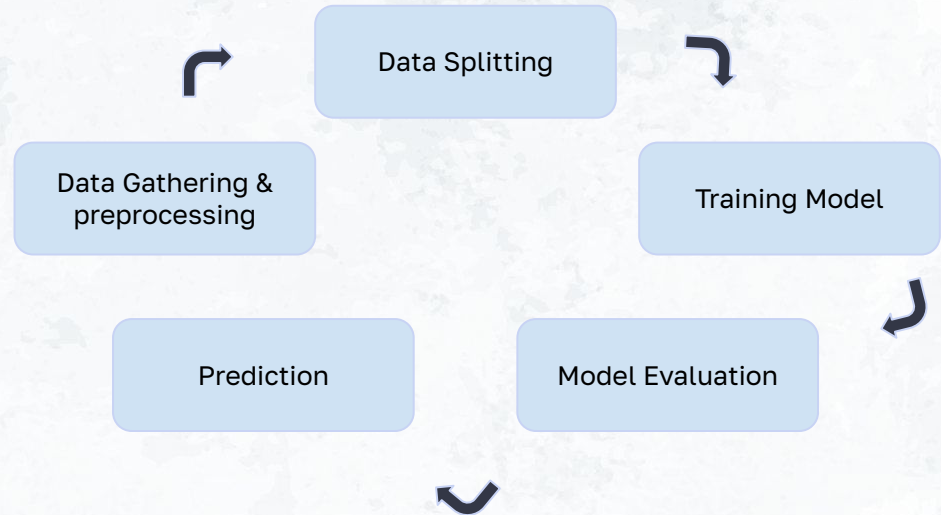 Data Splitting
Data Gathering &
preprocessing
Training Model
Prediction
Model Evaluation